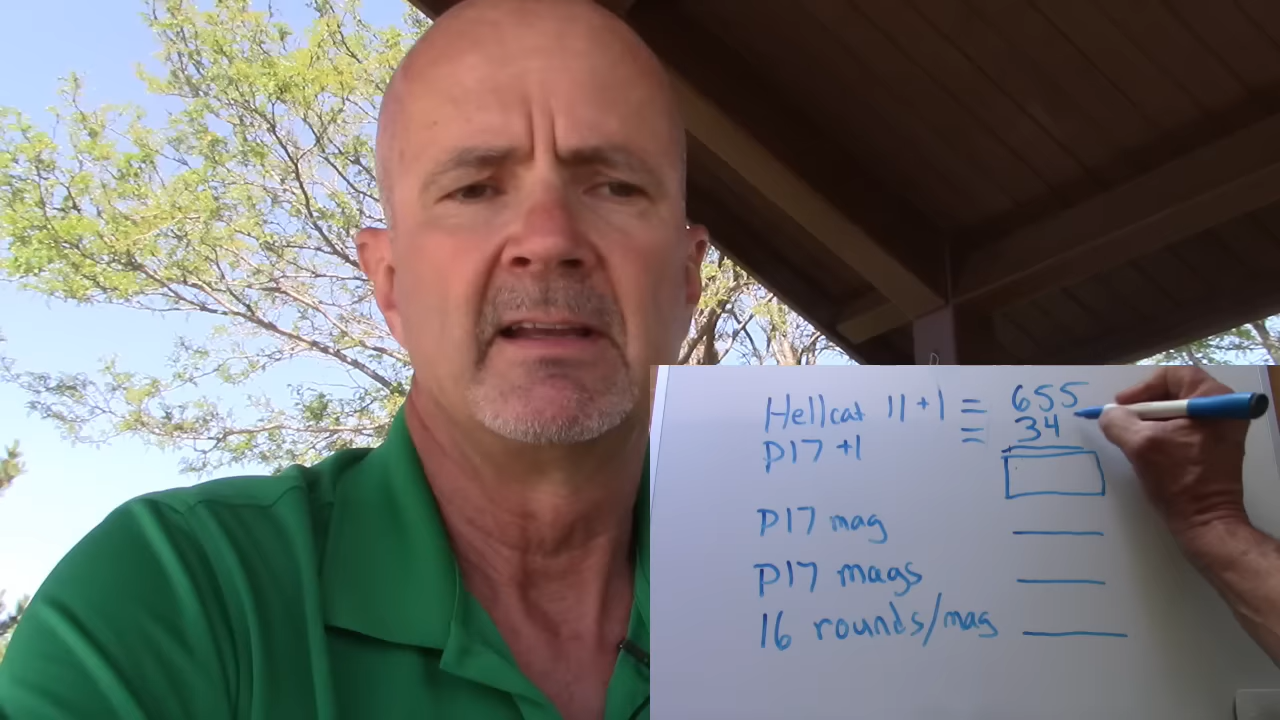 Hellcat 11+1 = 655
P17 +1 = 34
P17 mag
P17 mags
16 rounds/mag